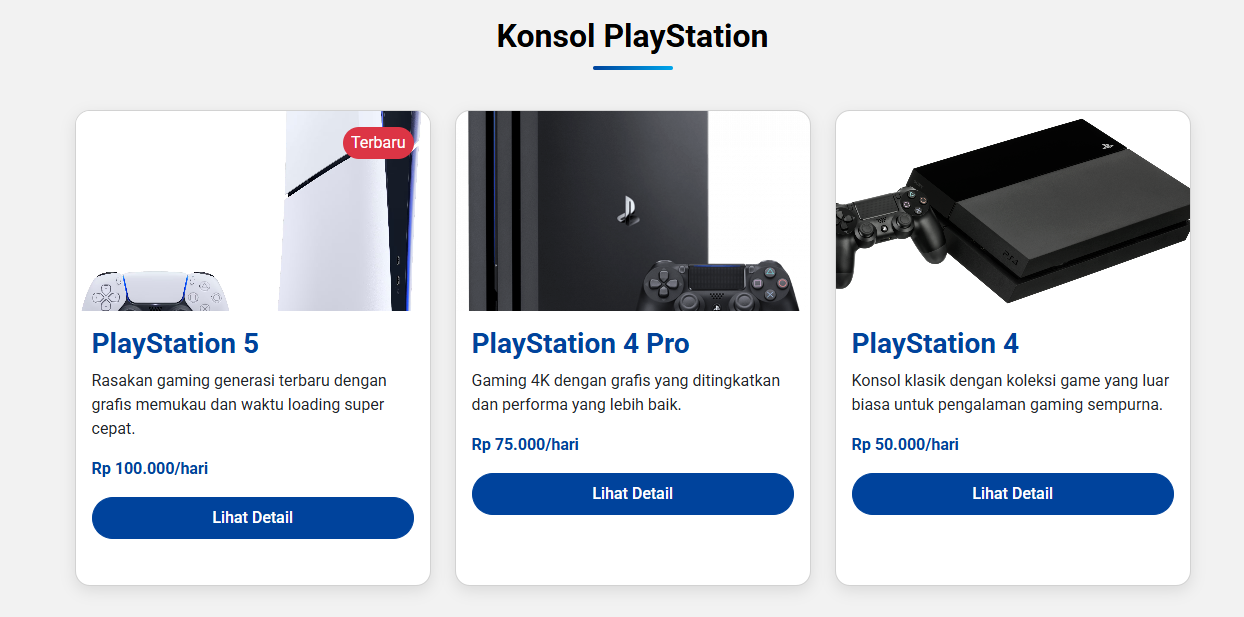 Konsol PlayStation
Terbaru
PlayStation 5
Rasakan gaming generasi terbaru dengan
grafis memukau dan waktu loading super
cepat.
Rp 100.000/hari
Lihat Detail
PlayStation 4 Pro
Gaming 4K dengan grafis yang ditingkatkan
dan performa yang lebih baik.
Rp 75.000/hari
Lihat Detail
PS4
PlayStation 4
Konsol klasik dengan koleksi game yang luar
biasa untuk pengalaman gaming sempurna.
Rp 50.000/hari
Lihat Detail